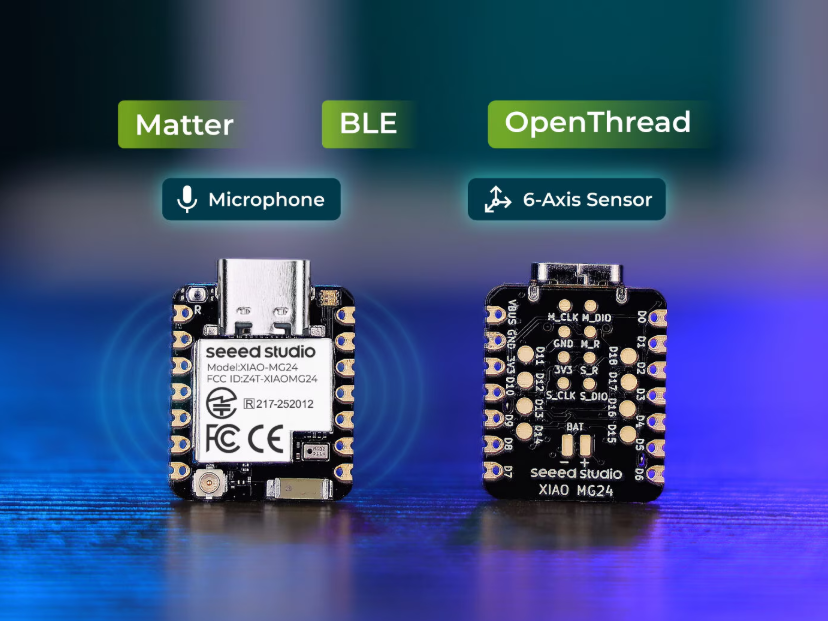 Matter
BLE
OpenThread
Microphone
6-Axis Sensor
R
seeed studio
Model:XIAO-MG24
FCC ID:Z4T-XIAOMG24
R 217-252012
FC CE
VBUS
GND
3V3
D10
D9
D8
D7
M_CLK M_DIO
GND M_R
3V3 S_R
S_CLK S_DIO
D11
D12
D13
D14
D18
D17
D16
D15
D0
D1
D2
D3
D4
D5
D6
BAT
- +
seeed studio
XIAO MG24